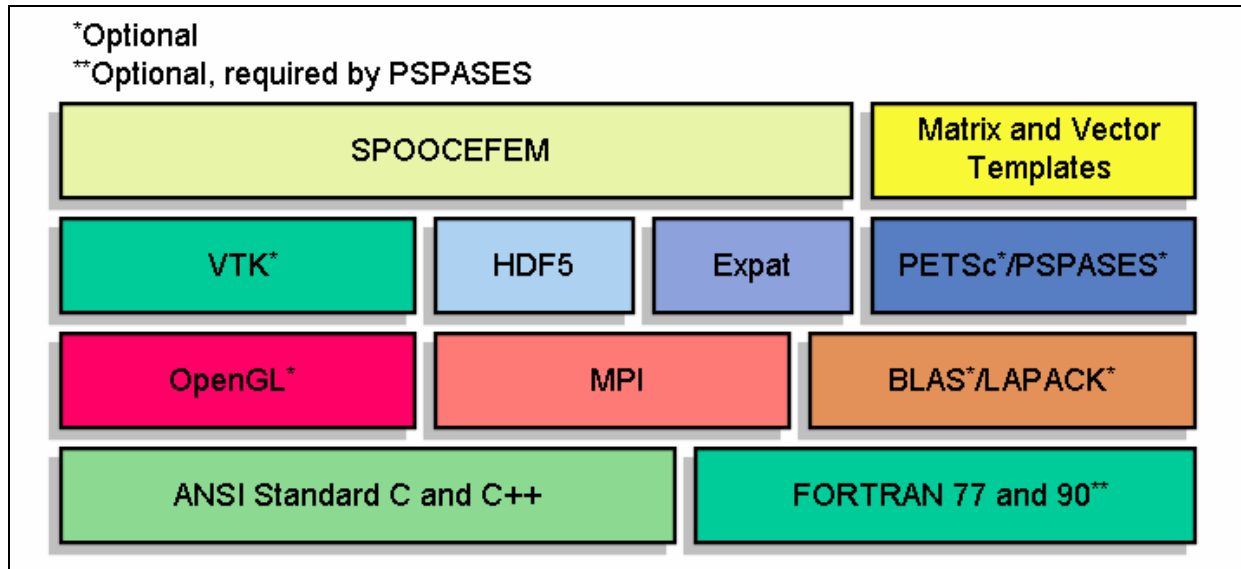 *Optional
**Optional, required by PSPASES
SPOOCEFEM
Matrix and Vector
Templates
VTK*
HDF5
Expat
PETSc*/PSPASES*
OpenGL*
MPI
BLAS*/LAPACK*
ANSI Standard C and C++
FORTRAN 77 and 90**